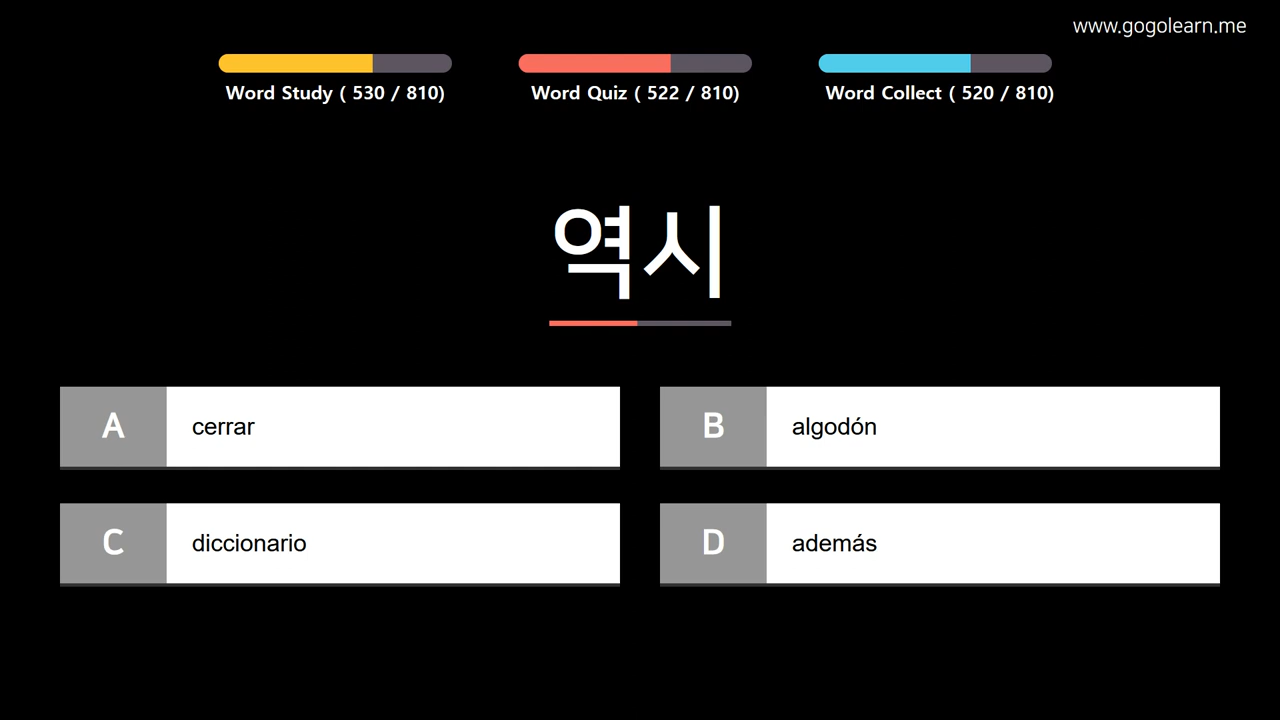 www.gogolearn.me
Word Study ( 530 / 810)
Word Quiz ( 522 / 810)
Word Collect ( 520 / 810)
역시
A cerrar
B algodón
C diccionario
D además